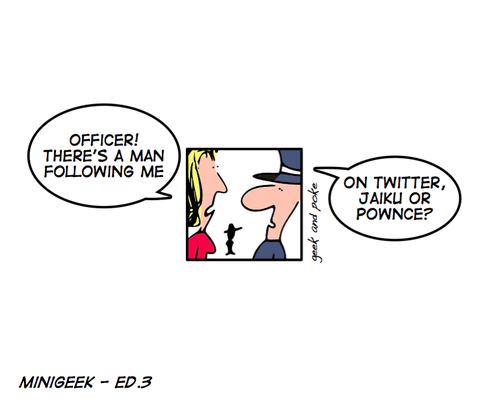 OFFICER!
THERE'S A MAN
FOLLOWING ME
ON TWITTER,
JAIKU OR
POWNCE?
geek and poke
MINIGEEK - ED.3